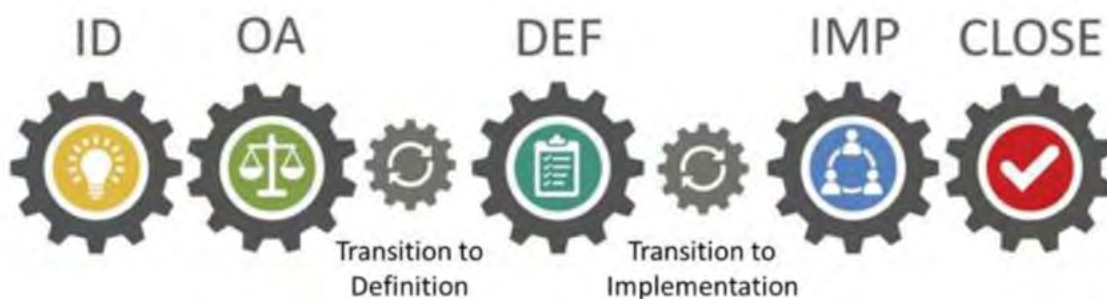 ID OA DEF IMP CLOSE
Transition to
Definition
Transition to
Implementation